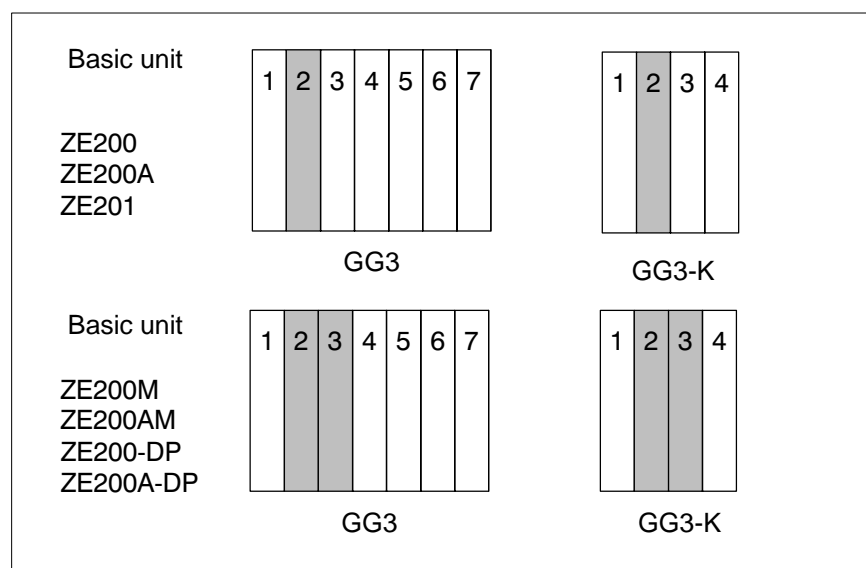 Basic unit
1 2 3 4 5 6 7
1 2 3 4
ZE200
ZE200A
ZE201
GG3
GG3-K
Basic unit
1 2 3 4 5 6 7
1 2 3 4
ZE200M
ZE200AM
ZE200-DP
ZE200A-DP
GG3
GG3-K